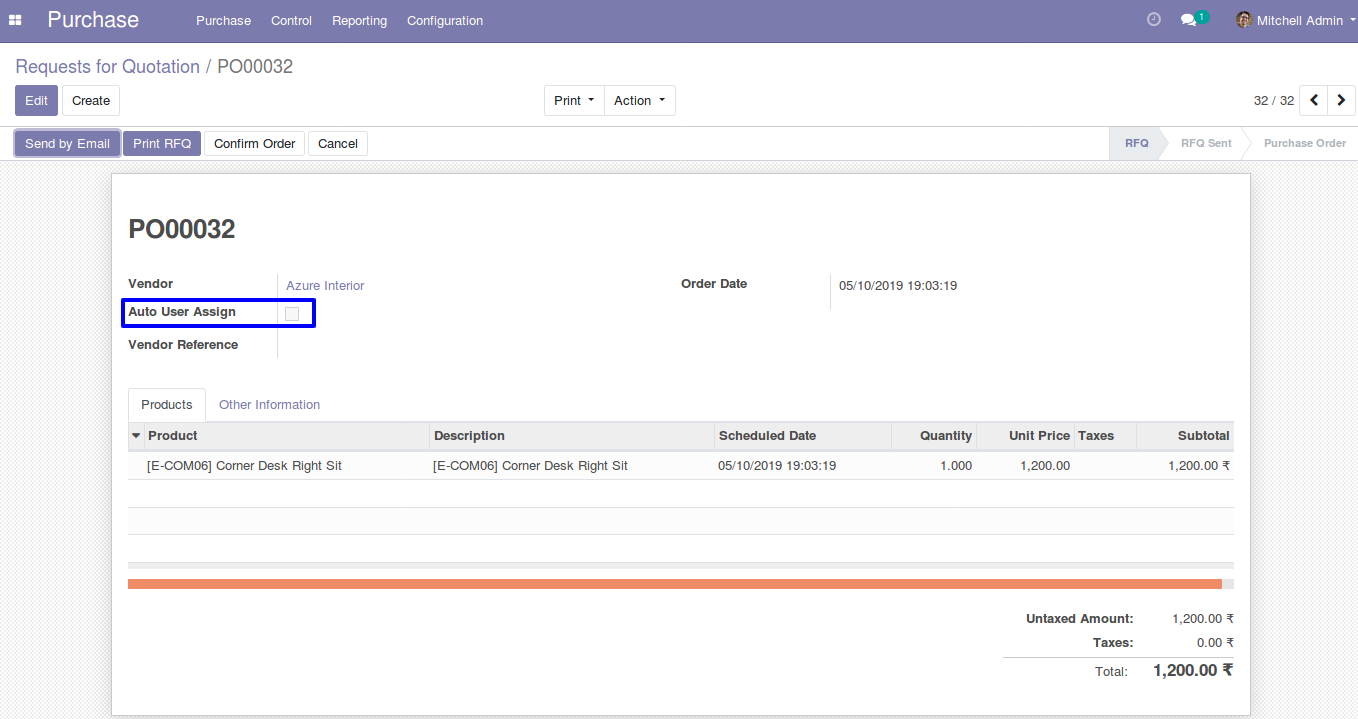 Purchase Purchase Control Reporting Configuration 1 Mitchell Admin
Requests for Quotation / PO00032
Edit Create Print Action 32 / 32
Send by Email Print RFQ Confirm Order Cancel RFQ RFQ Sent Purchase Order
PO00032
Vendor Azure Interior Order Date 05/10/2019 19:03:19
Auto User Assign
Vendor Reference
Products Other Information
Product Description Scheduled Date Quantity Unit Price Taxes Subtotal
[E-COM06] Corner Desk Right Sit [E-COM06] Corner Desk Right Sit 05/10/2019 19:03:19 1.000 1,200.00 1,200.00 ₹
Untaxed Amount: 1,200.00 ₹
Taxes: 0.00 ₹
Total: 1,200.00 ₹